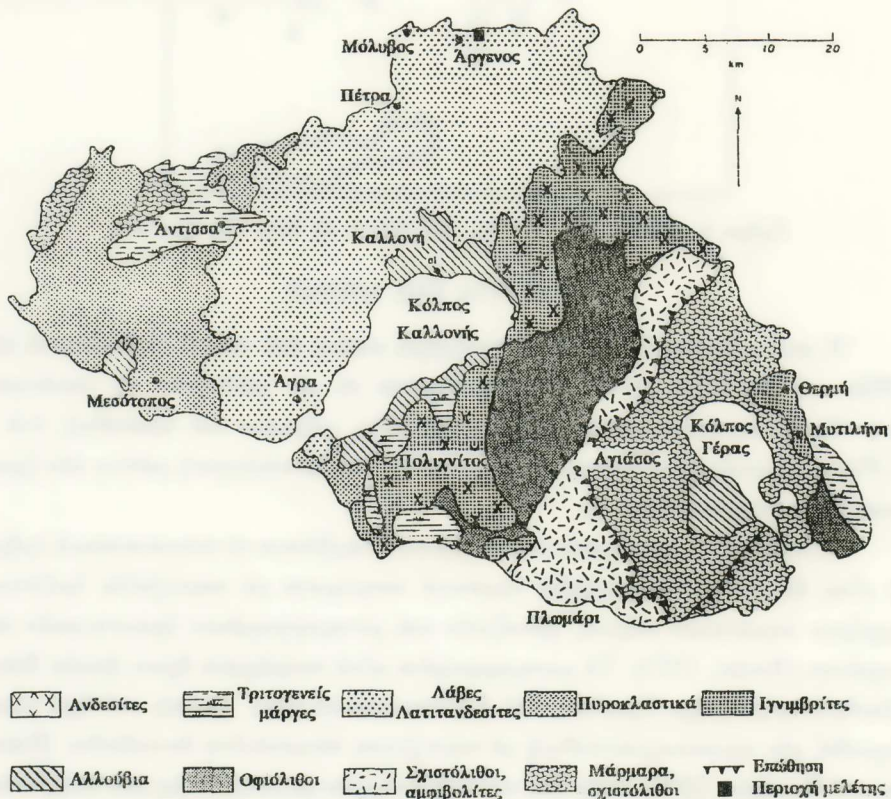 Μόλυβος
Άργενος
0 5 10 20
km
Πέτρα
N
Άντισσα
Καλλονή
al
Κόλπος
Καλλονής
Άγρα
Μεσότοπος
Θερμή
Κόλπος
Γέρας
Μυτιλήνη
Πολιχνίτος
Αγιάσος
Πλωμάρι
Ανδεσίτες
Τριτογενείς
μάργες
Λάβες
Λατιτανδεσίτες
Πυροκλαστικά
Ιγνιμβρίτες
Αλλούβια
Οφιόλιθοι
Σχιστόλιθοι,
αμφιβολίτες
Μάρμαρα,
σχιστόλιθοι
Επώθηση
Περιοχή μελέτης